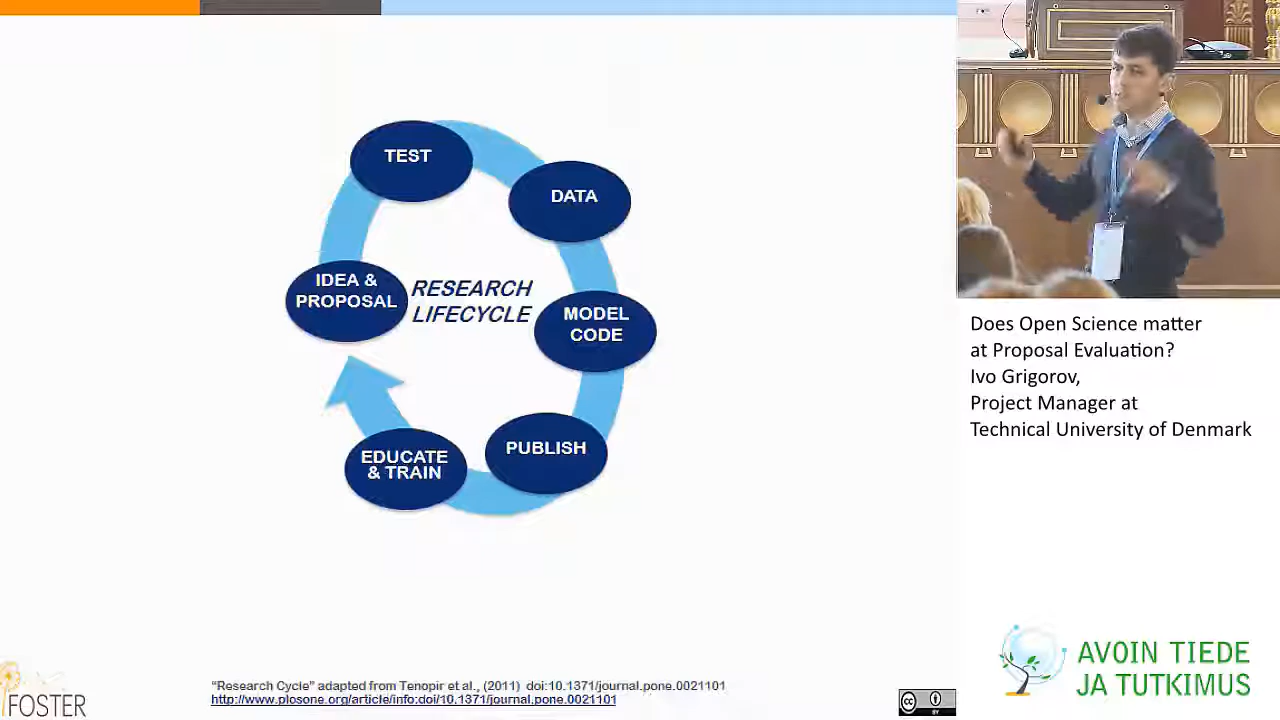 TEST
DATA
IDEA &
PROPOSAL
RESEARCH
LIFECYCLE
MODEL
CODE
PUBLISH
EDUCATE
& TRAIN
"Research Cycle" adapted from Tenopir et al., (2011) doi:10.1371/journal.pone.0021101
http://www.plosone.org/article/info:doi/10.1371/journal.pone.0021101
FOSTER
cc
BY
Does Open Science matter
at Proposal Evaluation?
Ivo Grigorov,
Project Manager at
Technical University of Denmark
AVOIN TIEDE
JA TUTKIMUS